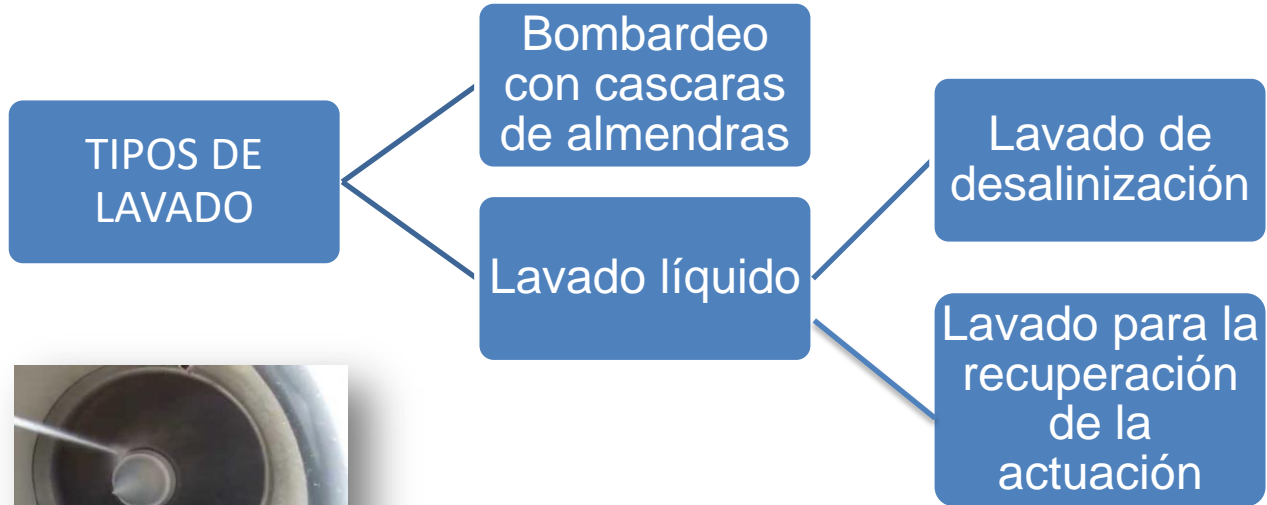 TIPOS DE
LAVADO
Bombardeo
con cascaras
de almendras
Lavado líquido
Lavado de
desalinización
Lavado para la
recuperación
de la
actuación